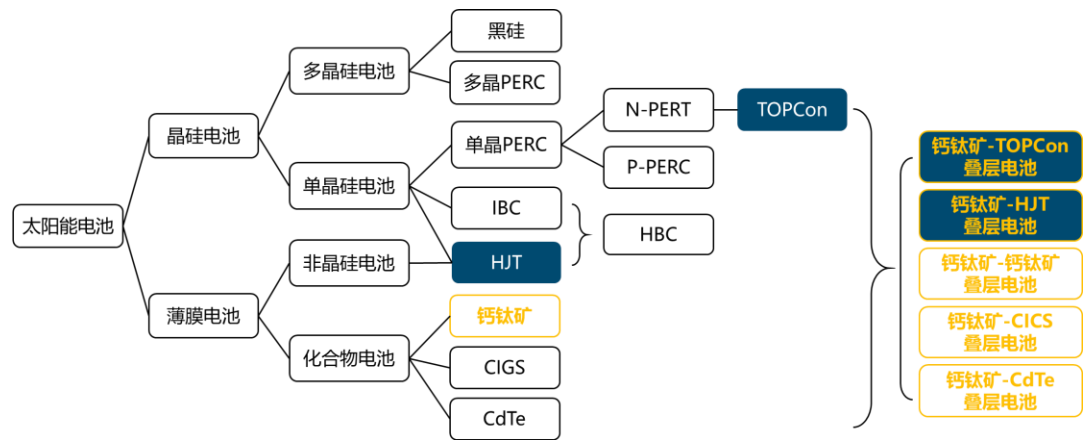 太阳能电池
晶硅电池
薄膜电池
多晶硅电池
单晶硅电池
非晶硅电池
化合物电池
黑硅
多晶PERC
单晶PERC
IBC
HJT
钙钛矿
CIGS
CdTe
N-PERT
P-PERC
HBC
TOPCon
钙钛矿-TOPCon
叠层电池
钙钛矿-HJT
叠层电池
钙钛矿-钙钛矿
叠层电池
钙钛矿-CICS
叠层电池
钙钛矿-CdTe
叠层电池